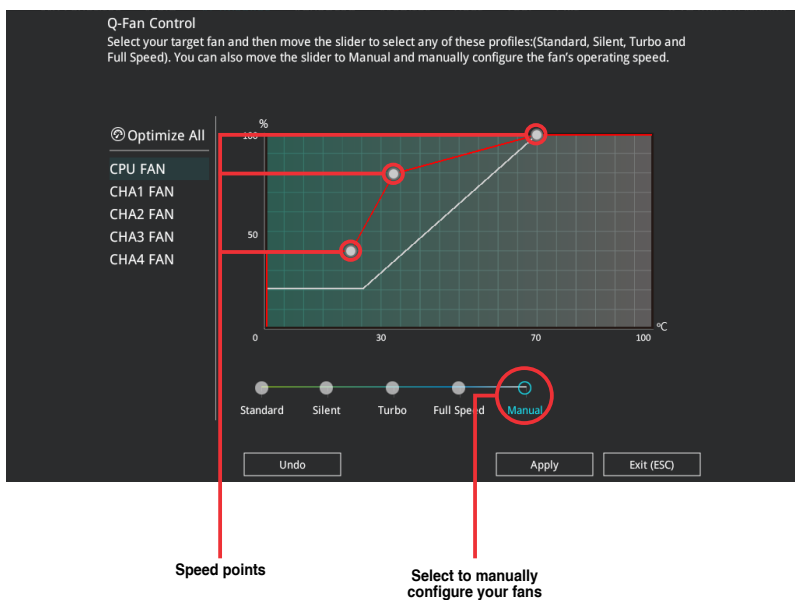 Q-Fan Control
Select your target fan and then move the slider to select any of these profiles:(Standard, Silent, Turbo and
Full Speed). You can also move the slider to Manual and manually configure the fan's operating speed.
Optimize All
CPU FAN
CHA1 FAN
CHA2 FAN
CHA3 FAN
CHA4 FAN
%
100
50
0
30
70
100
ºC
Standard
Silent
Turbo
Full Speed
Manual
Undo
Apply
Exit (ESC)
Speed points
Select to manually
configure your fans